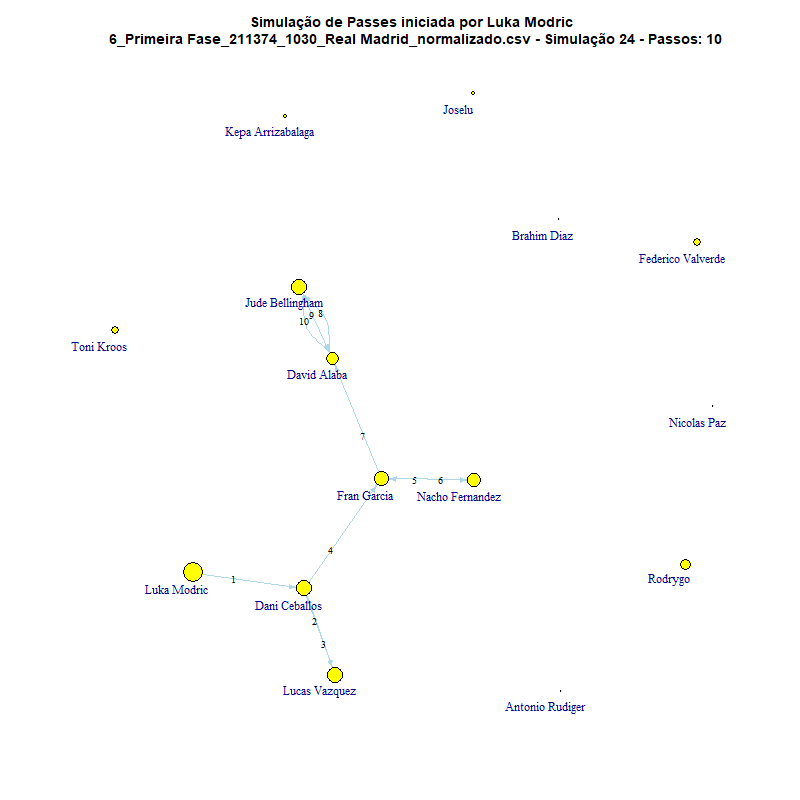 Simulação de Passes iniciada por Luka Modric
6_Primeira Fase_211374_1030_Real Madrid_normalizado.csv - Simulação 24 - Passos: 10
Joselu
Kepa Arrizabalaga
Brahim Diaz
Federico Valverde
Jude Bellingham
8
9
10
Toni Kroos
David Alaba
Nicolas Paz
7
5
6
Fran Garcia
Nacho Fernandez
4
1
Rodrygo
Luka Modric
Dani Ceballos
2
3
Lucas Vazquez
Antonio Rudiger